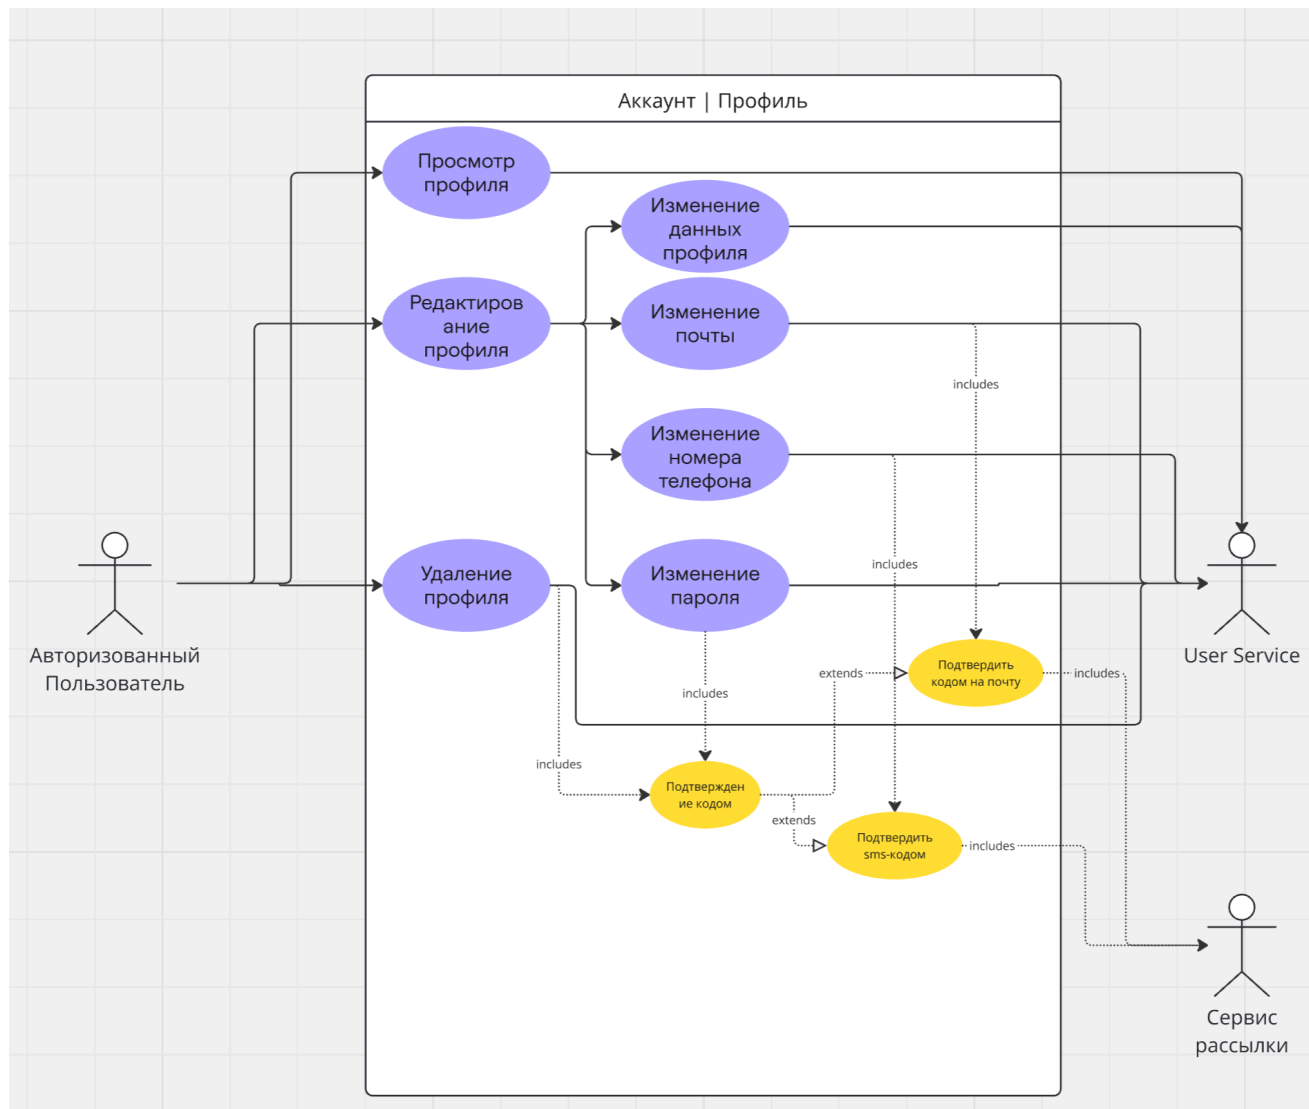 Аккаунт | Профиль
Просмотр
профиля
Изменение
данных
профиля
Редактиров
ание
профиля
Изменение
почты
includes
Изменение
номера
телефона
includes
Удаление
профиля
Изменение
пароля
Авторизованный
Пользователь
User Service
Подтвердить
кодом на почту
extends
includes
includes
includes
Подтвержден
ие кодом
extends
Подтвердить
sms-кодом
includes
Сервис
рассылки